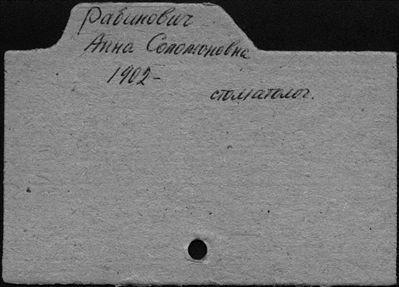 Рабинович
Анна Соломоновна
1902-
стоматолог.